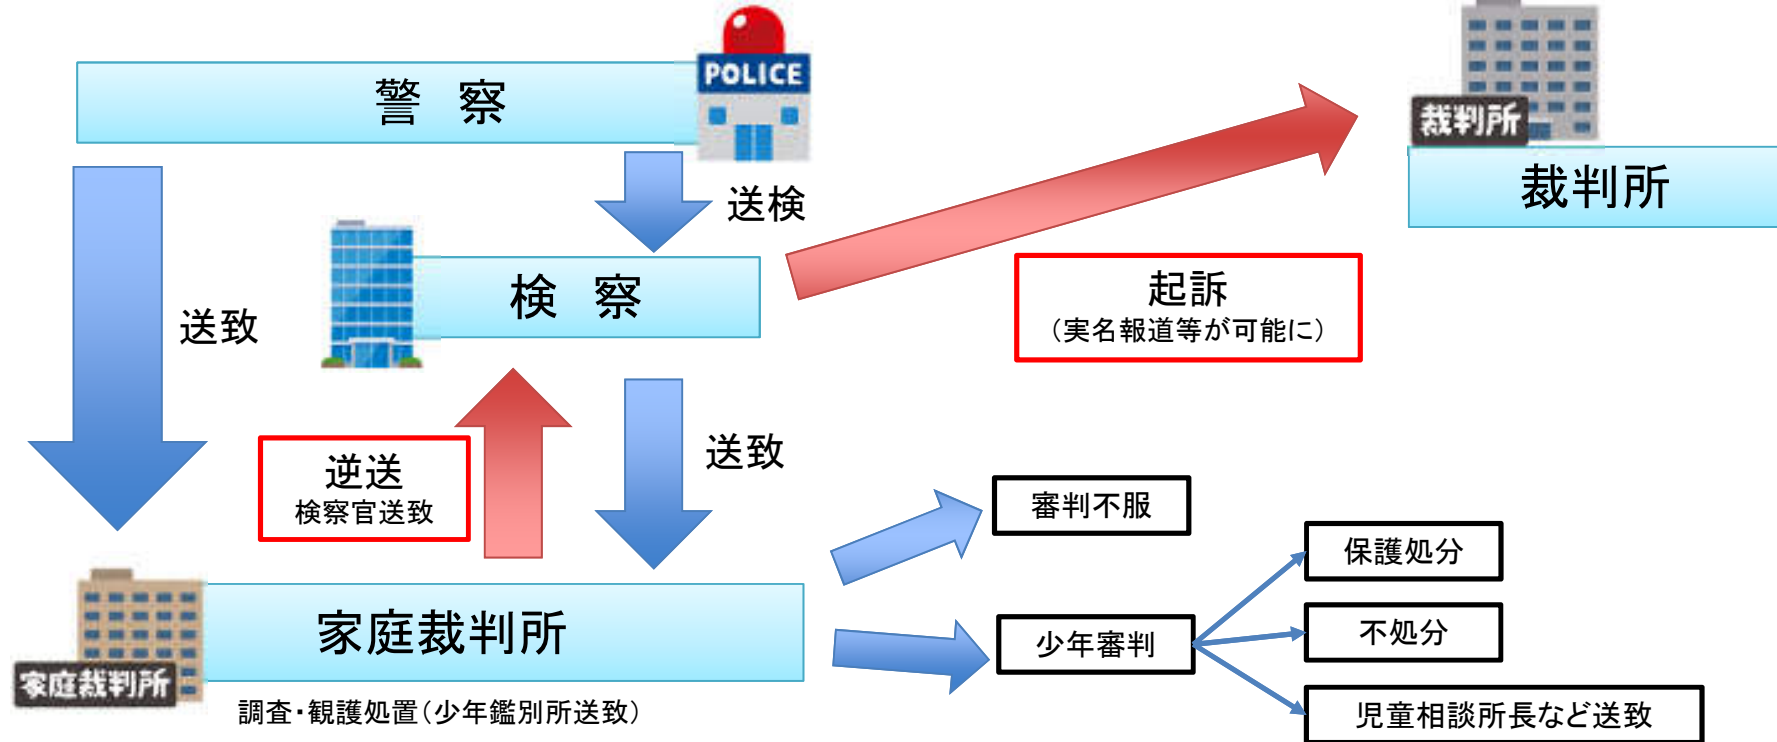 警 察
POLICE
裁判所
裁判所
送検
検 察
送致
起訴
(実名報道等が可能に)
逆送
検察官送致
送致
審判不服
保護処分
家庭裁判所
家庭裁判所
少年審判
不処分
調査・観護処置(少年鑑別所送致)
児童相談所長など送致